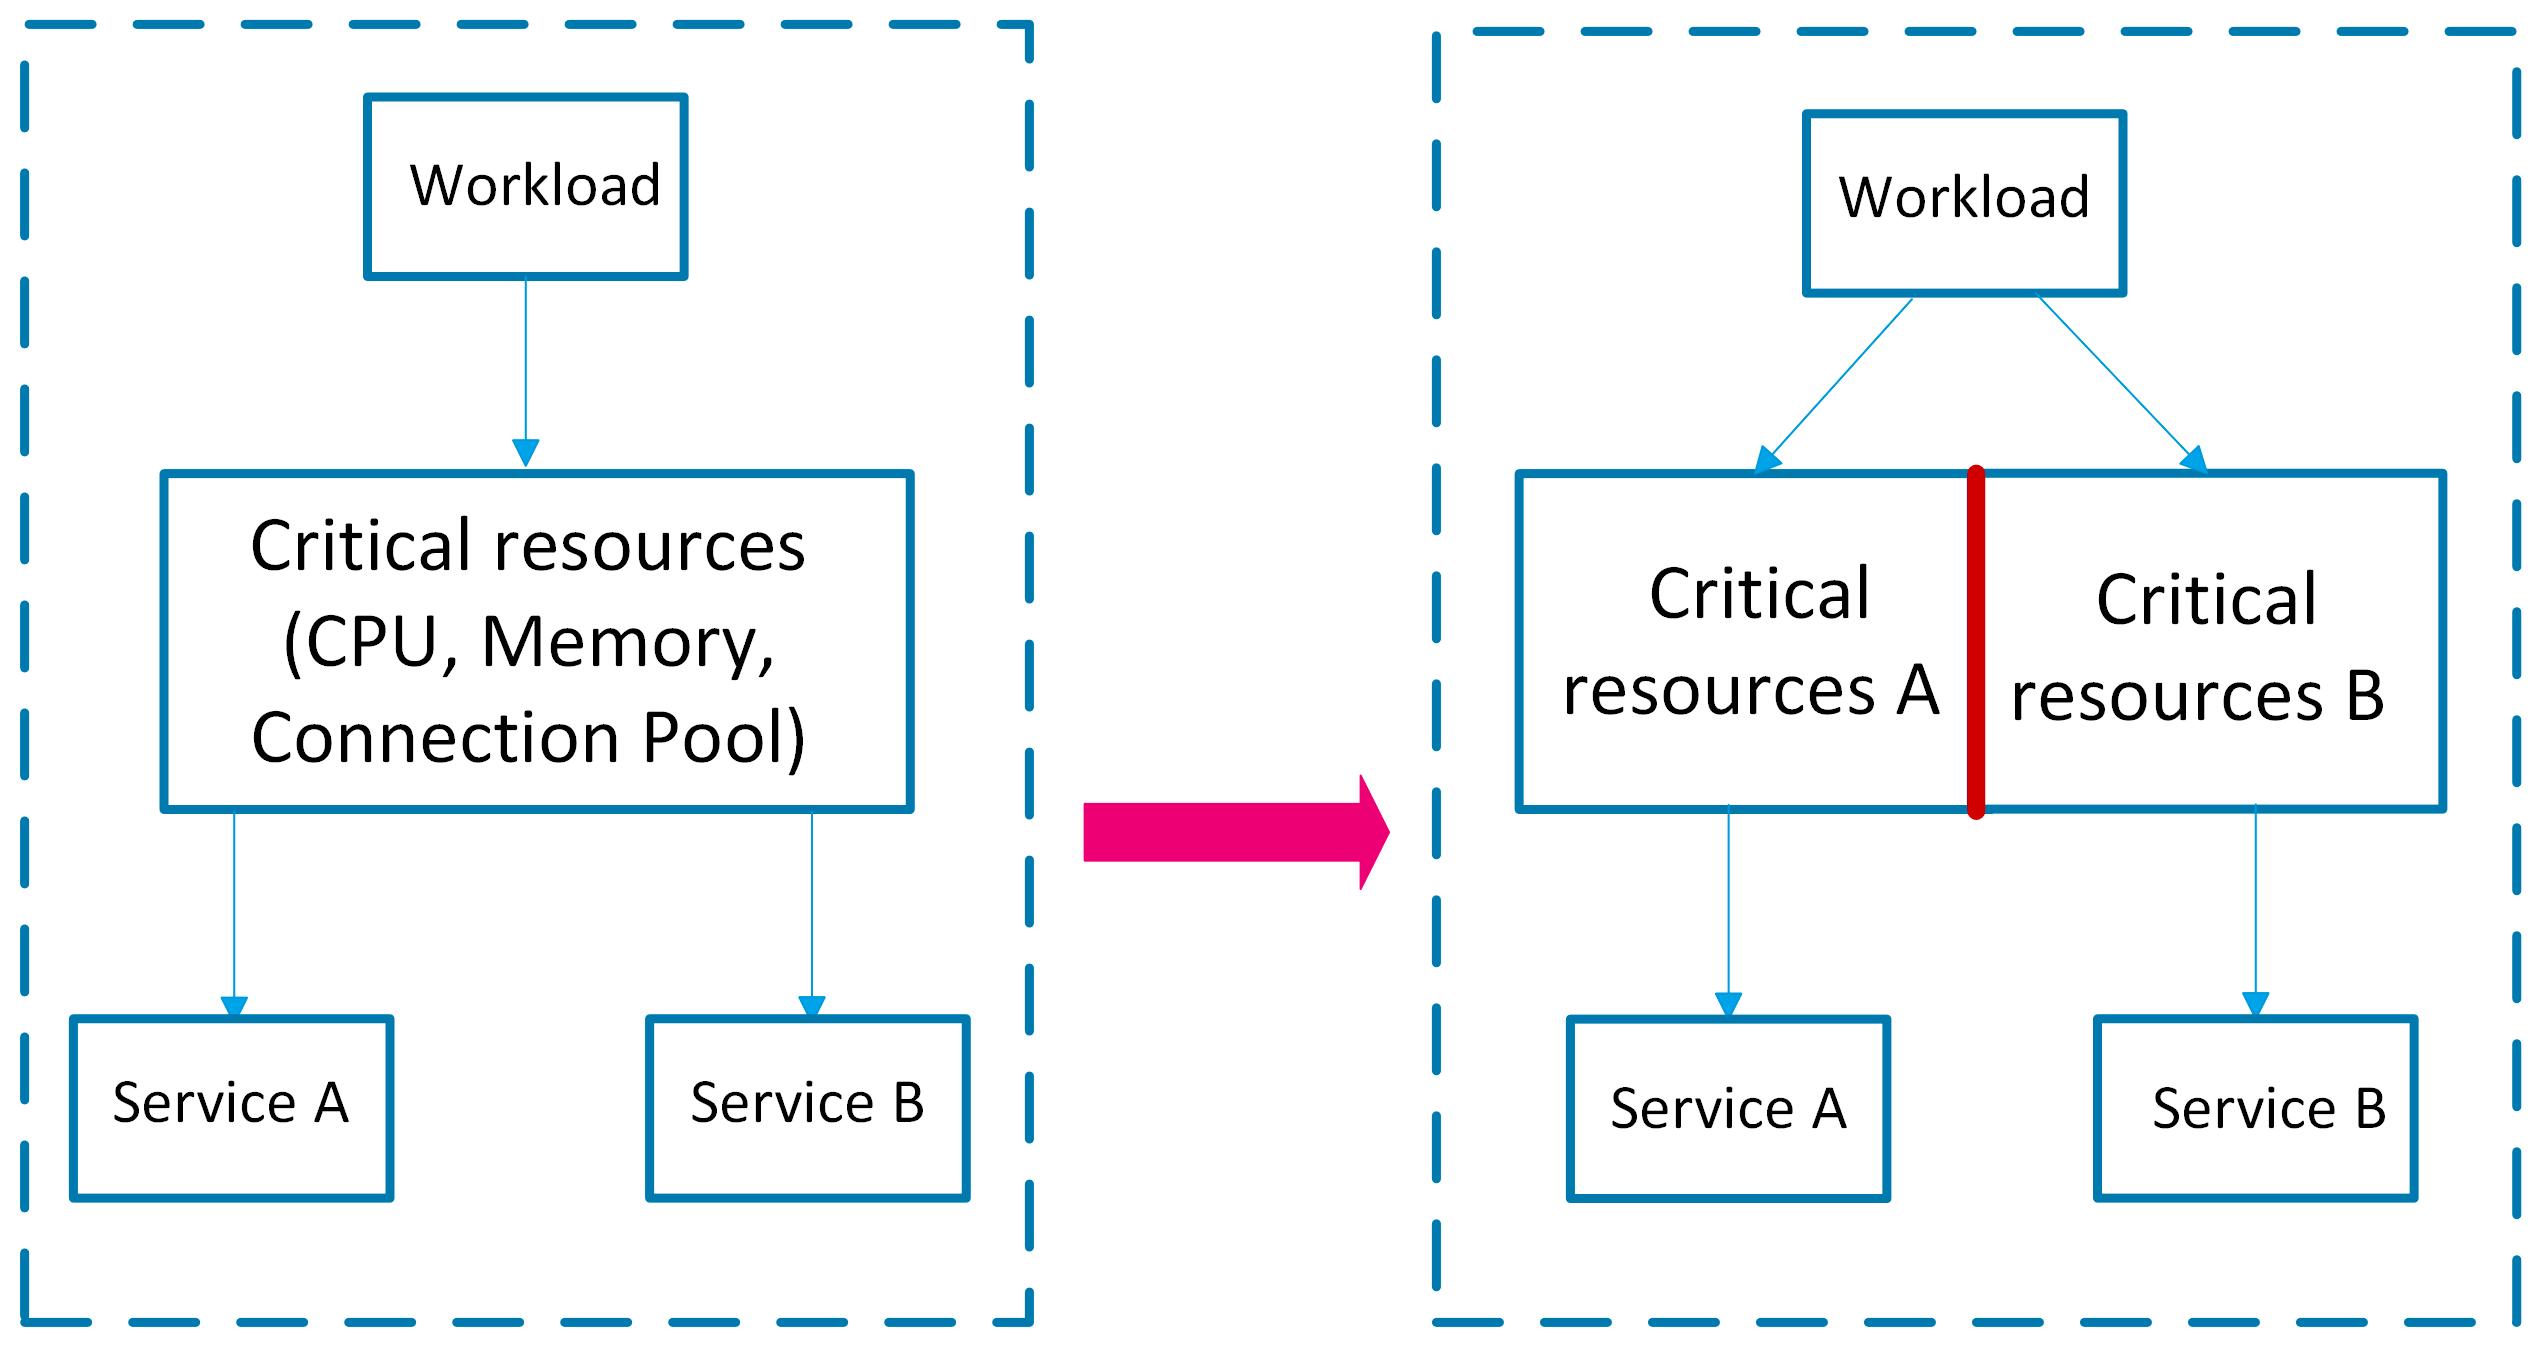 Workload
Critical resources
(CPU, Memory,
Connection Pool)
Service A
Service B
Workload
Critical
resources A
Critical
resources B
Service A
Service B